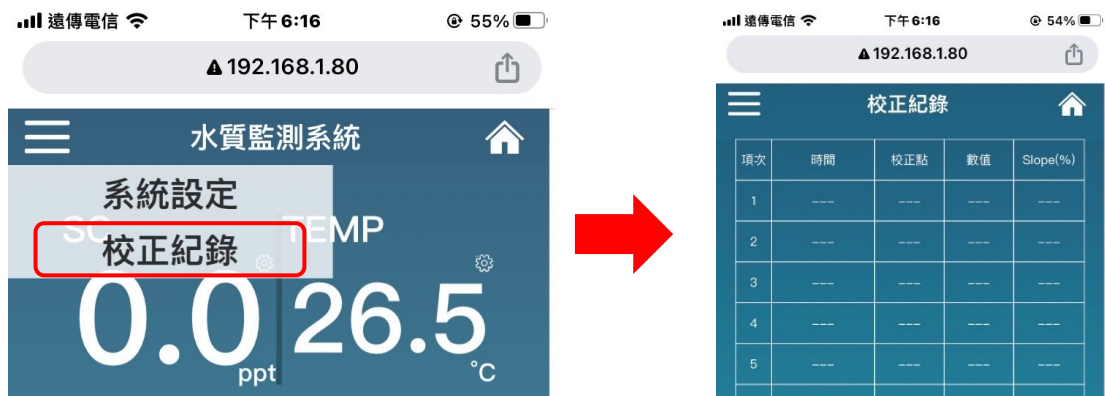 遠傳電信 下午6:16 55%
192.168.1.80
水質監測系統
系統設定
校正紀錄
TEMP
0.0 ppt 26.5 °C
遠傳電信 下午6:16 54%
192.168.1.80
校正紀錄
項次 時間 校正點 數值 Slope(%)
1 --- --- --- ---
2 --- --- --- ---
3 --- --- --- ---
4 --- --- --- ---
5 --- --- --- ---